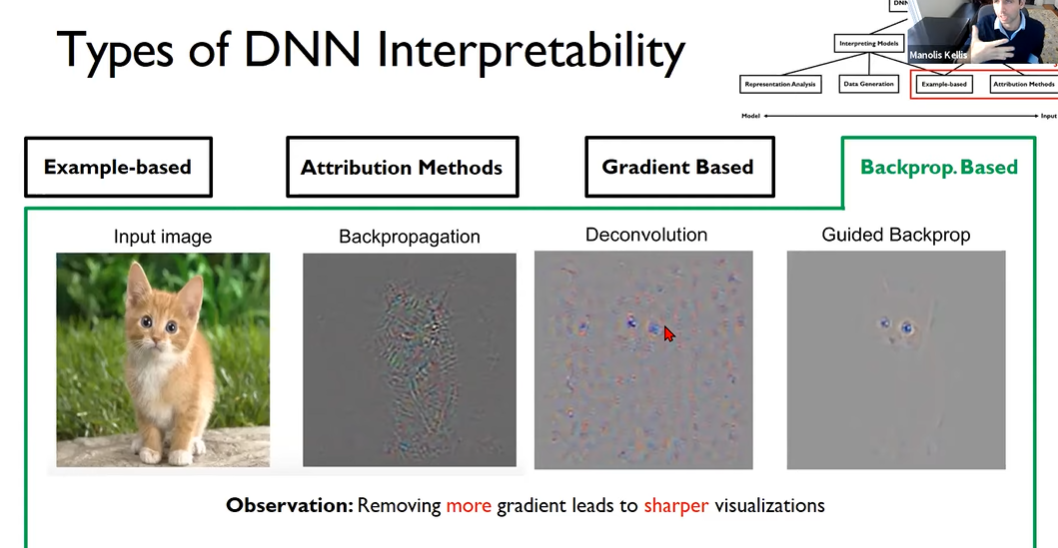 Types of DNN Interpretability
DNN
Interpreting Models
Manolis Kellis
Representation Analysis
Data Generation
Example-based
Attribution Methods
Model
Input
Example-based
Attribution Methods
Gradient Based
Backprop. Based
Input image
Backpropagation
Deconvolution
Guided Backprop
Observation: Removing more gradient leads to sharper visualizations